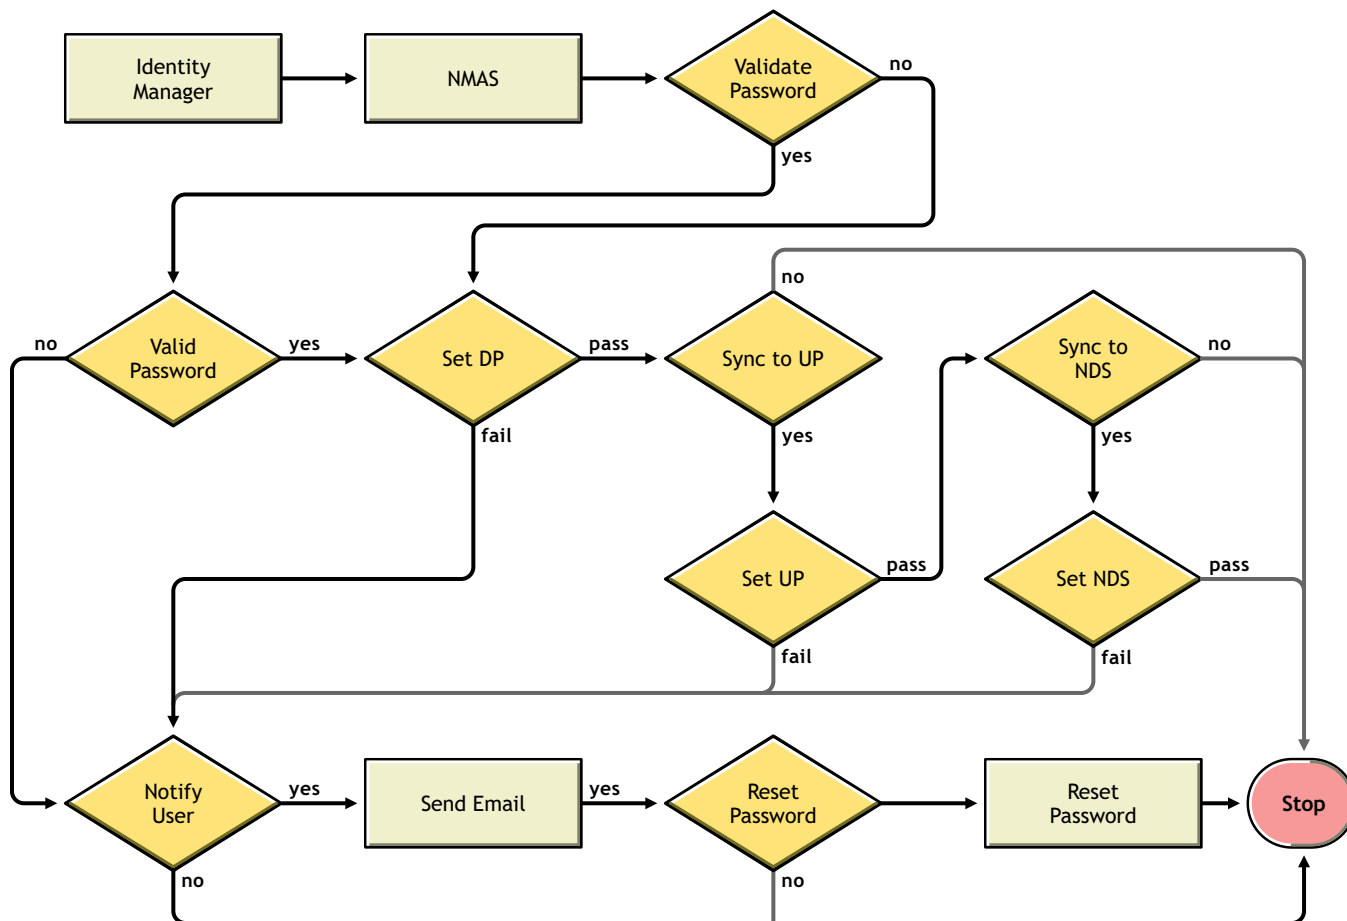 Identity
Manager
NMAS
Validate
Password
no
yes
no
no
Valid
Password
yes
Set DP
pass
Sync to UP
Sync to
NDS
no
fail
yes
yes
Set UP
pass
Set NDS
pass
fail
fail
Notify
User
yes
Send Email
yes
Reset
Password
Reset
Password
Stop
no
no